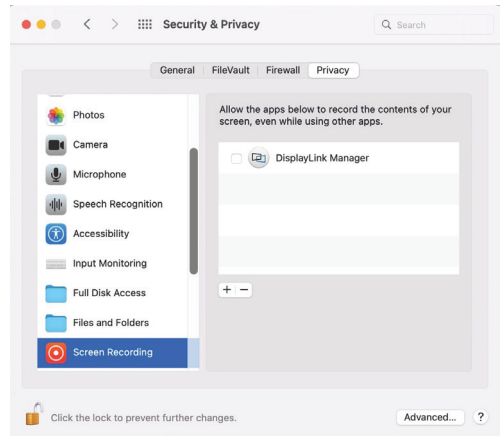 Security & Privacy
Search
General FileVault Firewall Privacy
Photos
Camera
Microphone
Speech Recognition
Accessibility
Input Monitoring
Full Disk Access
Files and Folders
Screen Recording
Allow the apps below to record the contents of your
screen, even while using other apps.
DisplayLink Manager
+ −
Click the lock to prevent further changes.
Advanced... ?